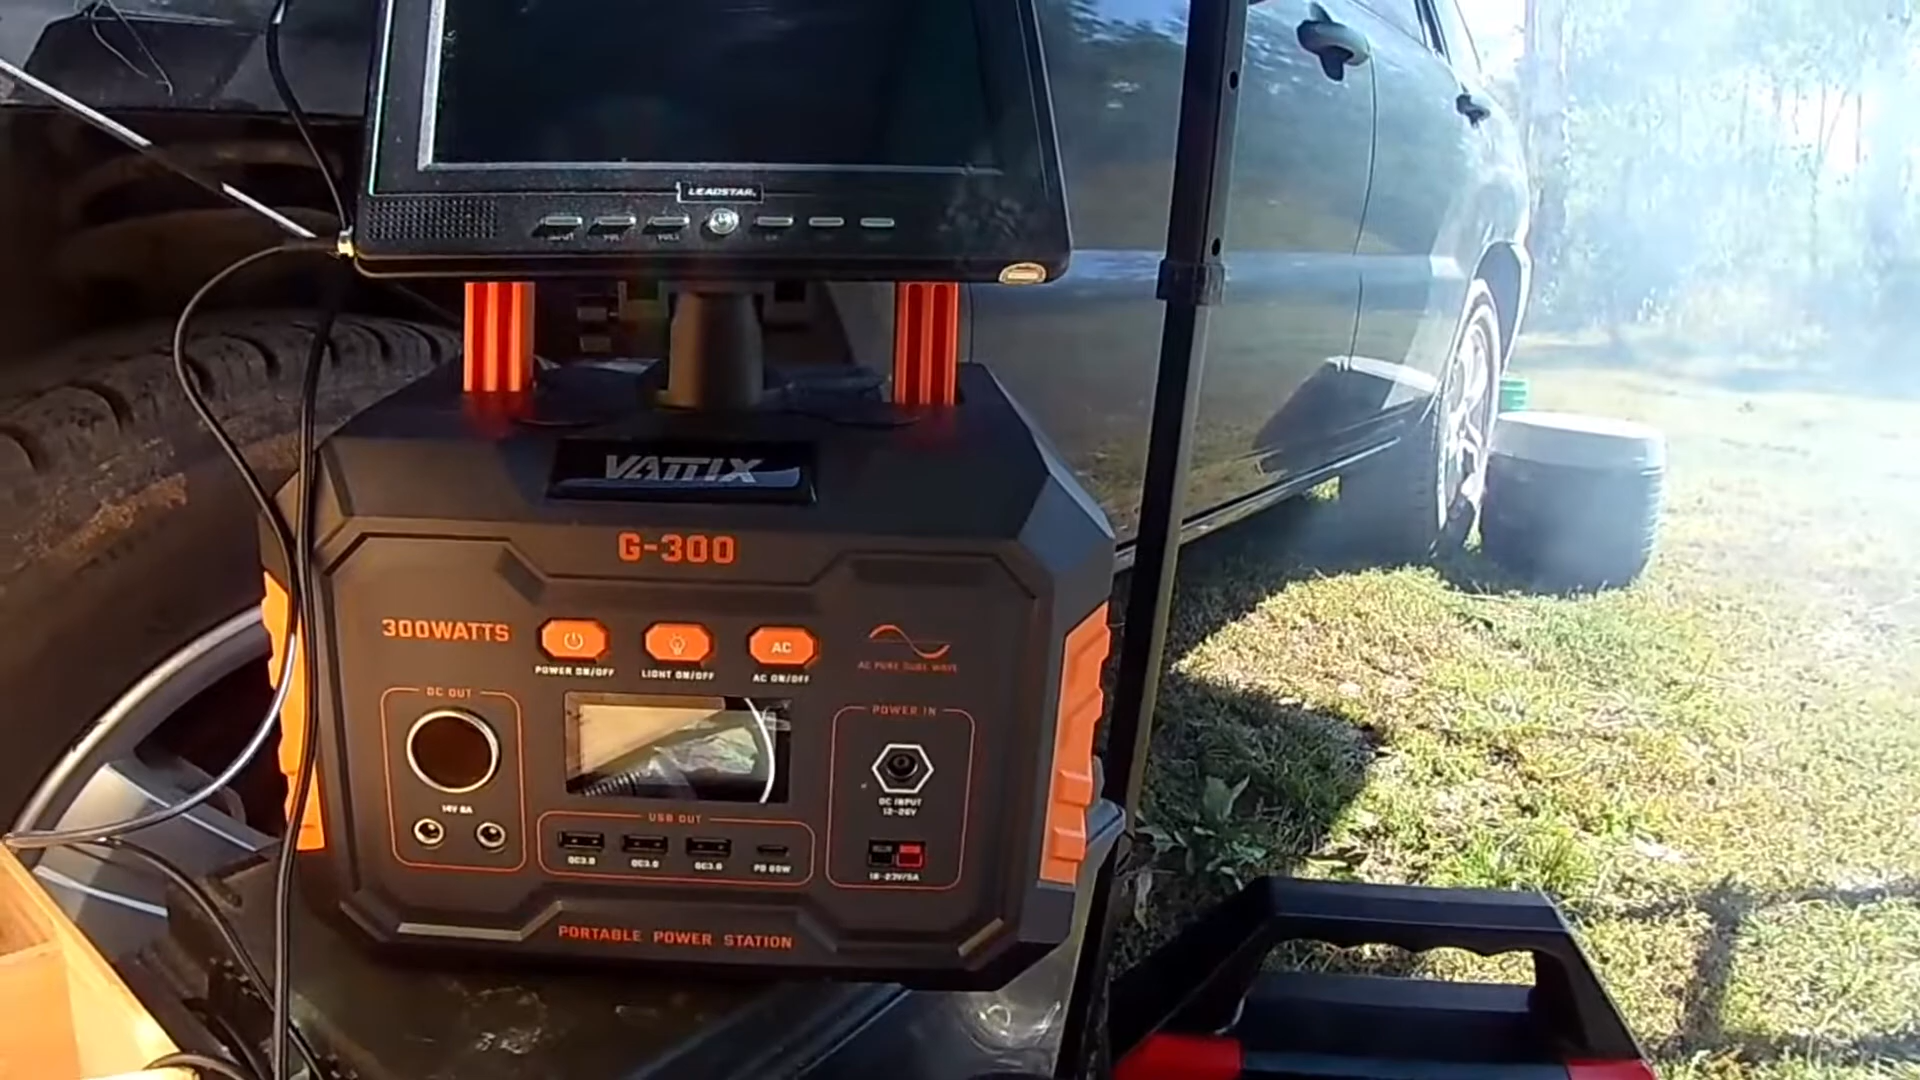 LEADSTAR.
VATTIX
G-300
300WATTS
AC
POWER ON/OFF
LIGHT ON/OFF
AC ON/OFF
AC PURE SINE WAVE
DC OUT
POWER IN
DC INPUT
12-26V
USB OUT
QC3.0
QC3.0
QC3.0
PD 60W
PORTABLE POWER STATION